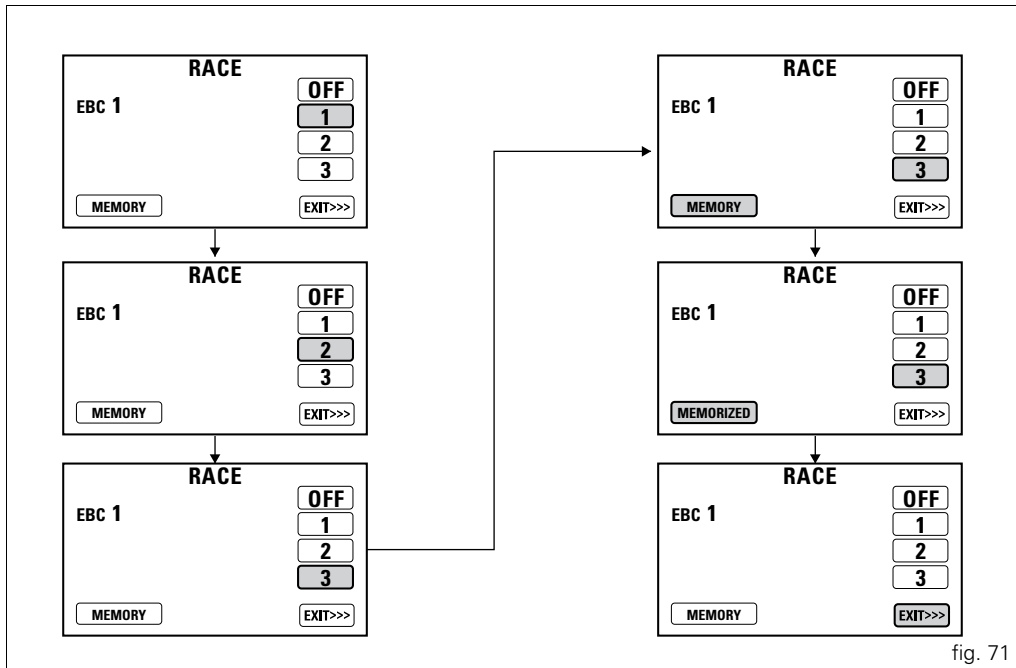 RACE
EBC 1
OFF
1
2
3
MEMORY
EXIT>>>
RACE
EBC 1
OFF
1
2
3
MEMORY
EXIT>>>
RACE
EBC 1
OFF
1
2
3
MEMORY
EXIT>>>
RACE
EBC 1
OFF
1
2
3
MEMORY
EXIT>>>
RACE
EBC 1
OFF
1
2
3
MEMORIZED
EXIT>>>
RACE
EBC 1
OFF
1
2
3
MEMORY
EXIT>>>
fig. 71